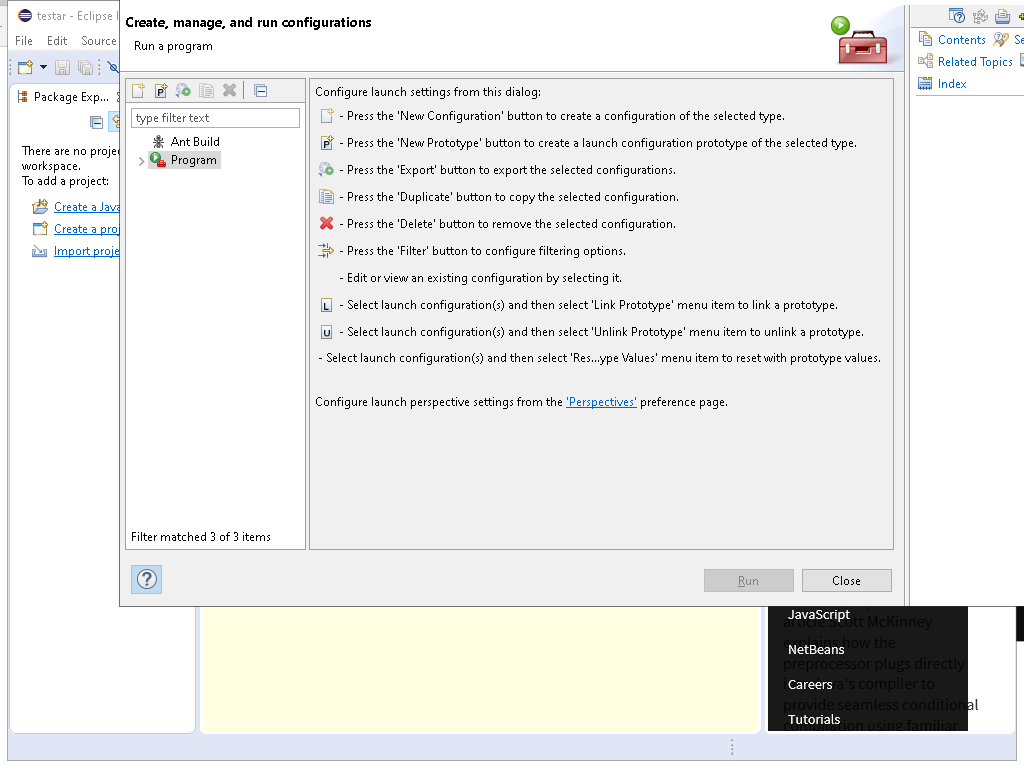 testar - Eclipse
File Edit Source
Package Exp...
There are no
workspace.
To add a project:
Create a Java
Create a
Import
Create, manage, and run configurations
Run a program
type filter text
Ant Build
Program
Filter matched 3 of 3 items
Configure launch settings from this dialog:
- Press the 'New Configuration' button to create a configuration of the selected type.
P - Press the 'New Prototype' button to create a launch configuration prototype of the selected type.
- Press the 'Export' button to export the selected configurations.
- Press the 'Duplicate' button to copy the selected configuration.
- Press the 'Delete' button to remove the selected configuration.
- Press the 'Filter' button to configure filtering options.
- Edit or view an existing configuration by selecting it.
L - Select launch configuration(s) and then select 'Link Prototype' menu item to link a prototype.
U - Select launch configuration(s) and then select 'Unlink Prototype' menu item to unlink a prototype.
- Select launch configuration(s) and then select 'Res...ype Values' menu item to reset with prototype values.
Configure launch perspective settings from the 'Perspectives' preference page.
? Run Close
Contents
Related Topics
Index
JavaScript
NetBeans
Careers
Tutorials
article Scott McKinney
explains how the
preprocessor plugs directly
compiler to
provide seamless conditional
compilation using familiar